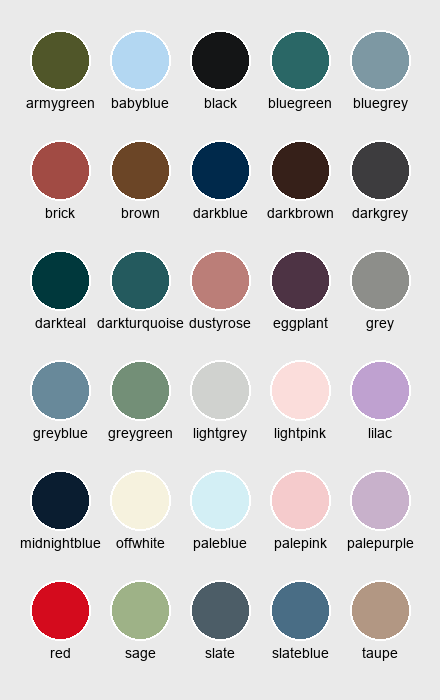 armygreen babyblue black bluegreen bluegrey
brick brown darkblue darkbrown darkgrey
darkteal darkturquoise dustyrose eggplant grey
greyblue greygreen lightgrey lightpink lilac
midnightblue offwhite paleblue palepink palepurple
red sage slate slateblue taupe